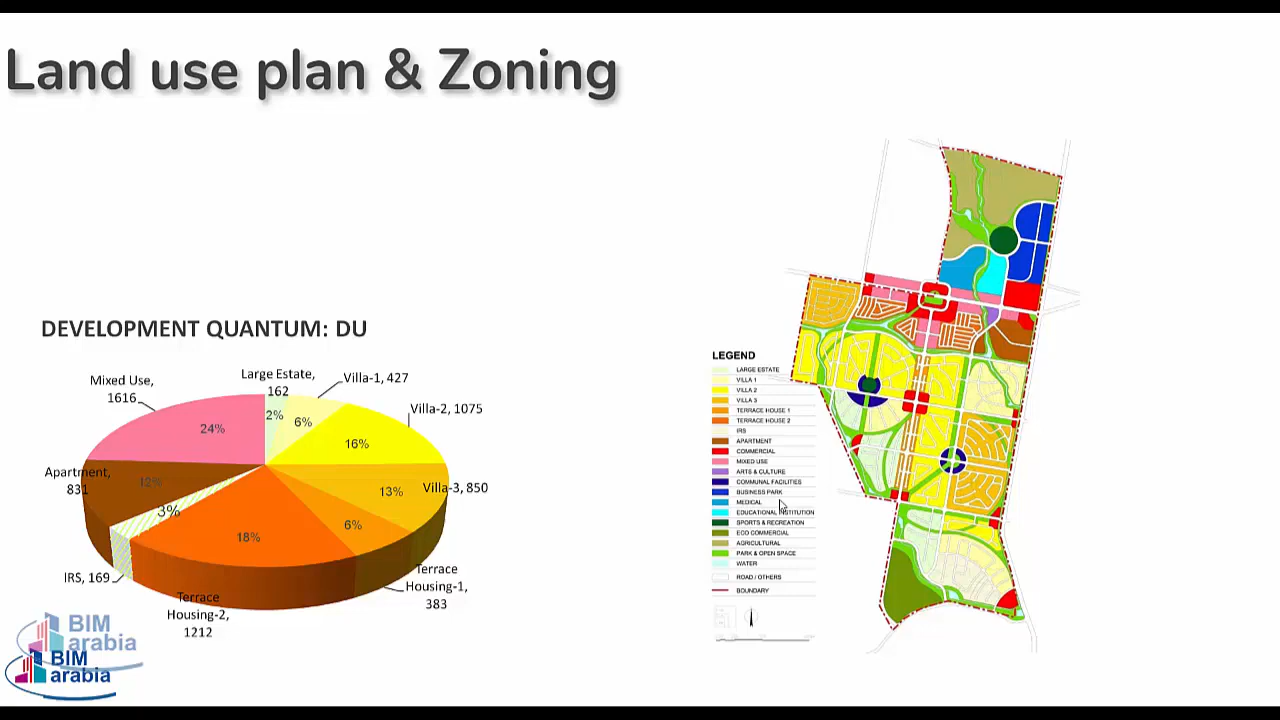 Land use plan & Zoning
DEVELOPMENT QUANTUM: DU
Large Estate,
162
Villa-1, 427
Mixed Use,
1616
Villa-2, 1075
2%
6%
24%
16%
Apartment,
831
12%
13%
Villa-3, 850
3%
6%
18%
IRS, 169
Terrace
Housing-1,
383
Terrace
Housing-2,
1212
BIM
arabia
BIM
arabia
LEGEND
LARGE ESTATE
VILLA 1
VILLA 2
VILLA 3
TERRACE HOUSE 1
TERRACE HOUSE 2
IRS
APARTMENT
COMMERCIAL
MIXED USE
ARTS & CULTURE
COMMUNAL FACILITIES
BUSINESS PARK
MEDICAL
EDUCATIONAL INSTITUTION
SPORTS & RECREATION
ECO COMMERCIAL
AGRICULTURAL
PARK & OPEN SPACE
WATER
ROAD / OTHERS
BOUNDARY